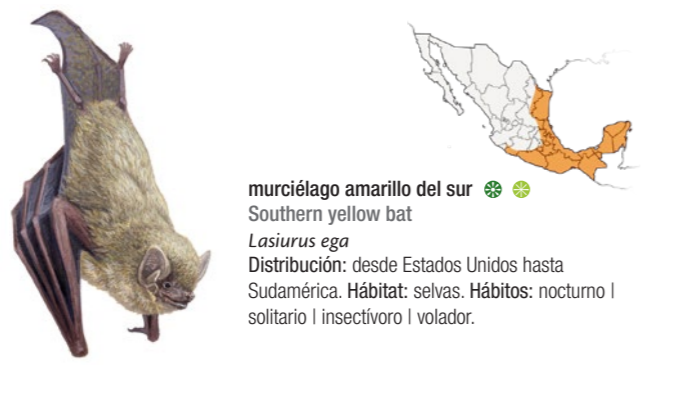 murciélago amarillo del sur
Southern yellow bat
Lasiurus ega
Distribución: desde Estados Unidos hasta
Sudamérica. Hábitat: selvas. Hábitos: nocturno |
solitario | insectívoro | volador.